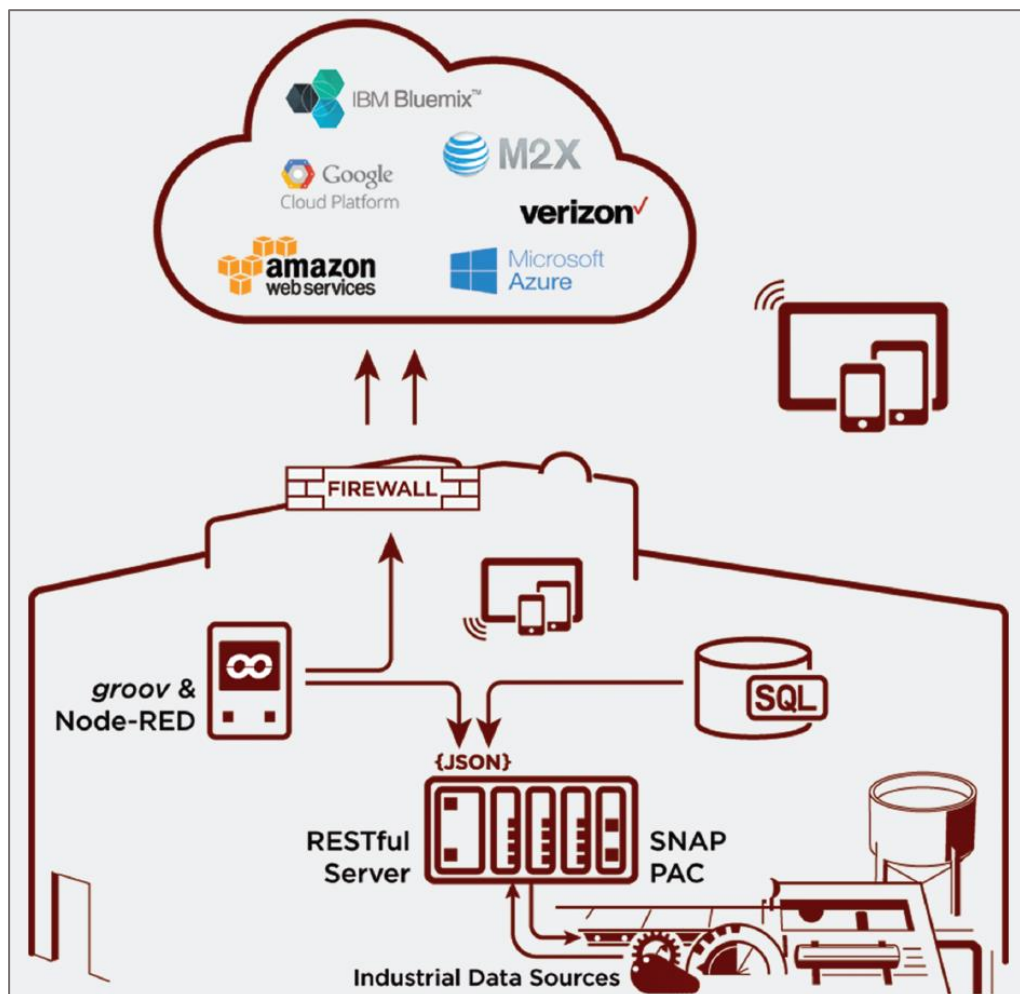 IBM Bluemix™
M2X
Google
Cloud Platform
verizon✓
amazon
web services
Microsoft
Azure
FIREWALL
groov &
Node-RED
SQL
{JSON}
RESTful
Server
SNAP
PAC
Industrial Data Sources